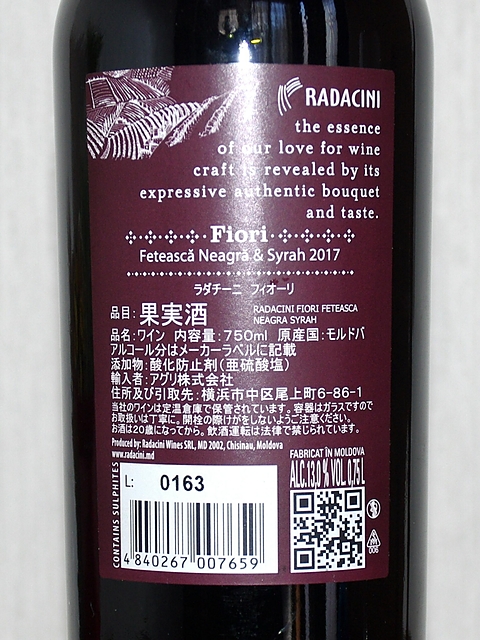 RADACINI
the essence
of our love for wine
craft is revealed by its
expressive authentic bouquet
and taste.
Fiori
Fetească Neagră & Syrah 2017
ラダチーニ フィオーリ
品目:果実酒
RADACINI FIORI FETEASCA
NEAGRA SYRAH
品名:ワイン 内容量:750ml 原産国:モルドバ
アルコール分はメーカーラベルに記載
添加物:酸化防止剤(亜硫酸塩)
輸入者:アグリ株式会社
住所及び引取先:横浜市中区尾上町6-86-1
当社のワインは定温倉庫で保管されています。容器はガラスですので
お取扱いは丁寧に。開栓の際けがをしないようご注意ください。
お酒は20歳になってから。飲酒運転は法律で禁じられています。
Produced by: Radacini Wines SRL, MD 2002, Chisinau, Moldova
www.radacini.md
CONTAINS SULPHITES
L: 0163
4 840267 007659
FABRICAT ÎN MOLDOVA
ALC. 13,0 % VOL. 0,75 L
006